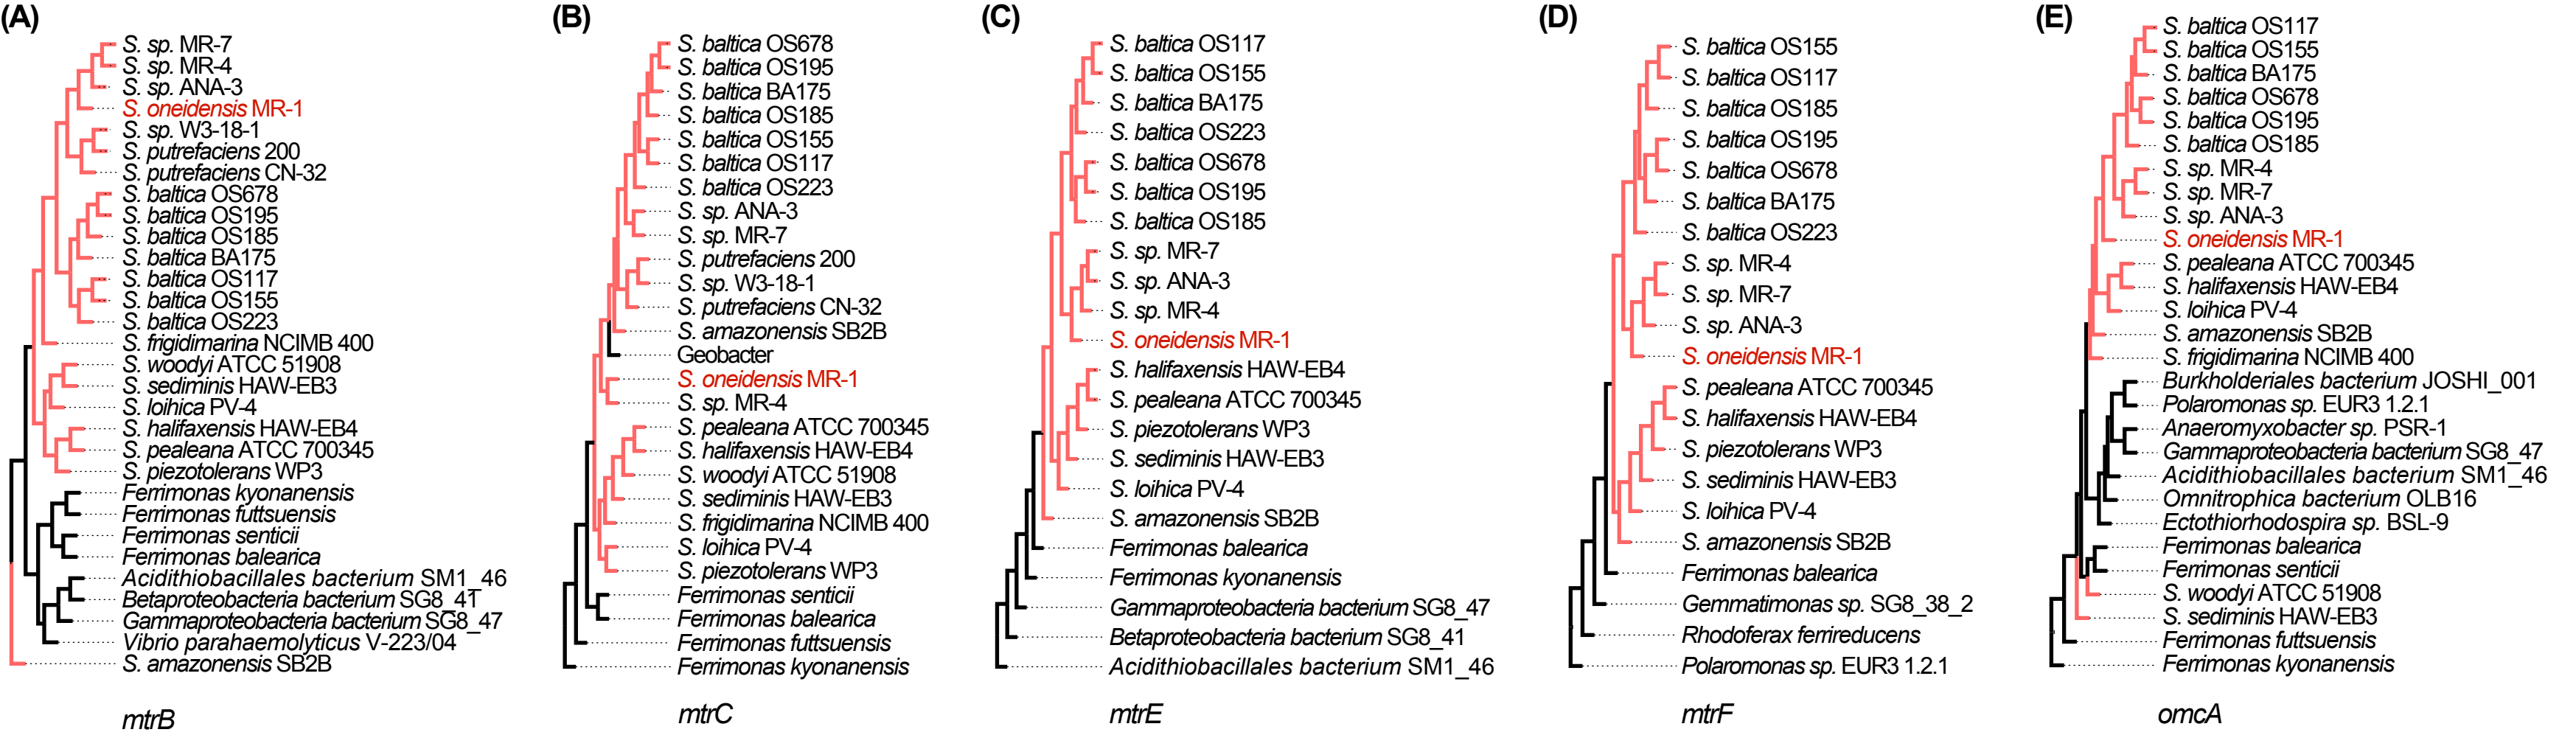 (A)
S. sp. MR-7
S. sp. MR-4
S. sp. ANA-3
S. oneidensis MR-1
S. sp. W3-18-1
S. putrefaciens 200
S. putrefaciens CN-32
S. baltica OS678
S. baltica OS195
S. baltica OS185
S. baltica BA175
S. baltica OS117
S. baltica OS155
S. baltica OS223
S. frigidimarina NCIMB 400
S. woodyi ATCC 51908
S. sediminis HAW-EB3
S. loihica PV-4
S. halifaxensis HAW-EB4
S. pealeana ATCC 700345
S. piezotolerans WP3
Ferrimonas kyonanensis
Ferrimonas futtsuensis
Ferrimonas senticii
Ferrimonas balearica
Acidithiobacillales bacterium SM1_46
Betaproteobacteria bacterium SG8_41
Gammaproteobacteria bacterium SG8_47
Vibrio parahaemolyticus V-223/04
S. amazonensis SB2B
mtrB
(B)
S. baltica OS678
S. baltica OS195
S. baltica BA175
S. baltica OS185
S. baltica OS155
S. baltica OS117
S. baltica OS223
S. sp. ANA-3
S. sp. MR-7
S. putrefaciens 200
S. sp. W3-18-1
S. putrefaciens CN-32
S. amazonensis SB2B
Geobacter
S. oneidensis MR-1
S. sp. MR-4
S. pealeana ATCC 700345
S. halifaxensis HAW-EB4
S. woodyi ATCC 51908
S. sediminis HAW-EB3
S. frigidimarina NCIMB 400
S. loihica PV-4
S. piezotolerans WP3
Ferrimonas senticii
Ferrimonas balearica
Ferrimonas futtsuensis
Ferrimonas kyonanensis
mtrC
(C)
S. baltica OS117
S. baltica OS155
S. baltica BA175
S. baltica OS223
S. baltica OS678
S. baltica OS195
S. baltica OS185
S. sp. MR-7
S. sp. ANA-3
S. sp. MR-4
S. oneidensis MR-1
S. halifaxensis HAW-EB4
S. pealeana ATCC 700345
S. piezotolerans WP3
S. sediminis HAW-EB3
S. loihica PV-4
S. amazonensis SB2B
Ferrimonas balearica
Ferrimonas kyonanensis
Gammaproteobacteria bacterium SG8_47
Betaproteobacteria bacterium SG8_41
Acidithiobacillales bacterium SM1_46
mtrE
(D)
S. baltica OS155
S. baltica OS117
S. baltica OS185
S. baltica OS195
S. baltica OS678
S. baltica BA175
S. baltica OS223
S. sp. MR-4
S. sp. MR-7
S. sp. ANA-3
S. oneidensis MR-1
S. pealeana ATCC 700345
S. halifaxensis HAW-EB4
S. piezotolerans WP3
S. sediminis HAW-EB3
S. loihica PV-4
S. amazonensis SB2B
Ferrimonas balearica
Gemmatimonas sp. SG8_38_2
Rhodoferax ferrireducens
Polaromonas sp. EUR3 1.2.1
mtrF
(E)
S. baltica OS117
S. baltica OS155
S. baltica BA175
S. baltica OS678
S. baltica OS195
S. baltica OS185
S. sp. MR-4
S. sp. MR-7
S. sp. ANA-3
S. oneidensis MR-1
S. pealeana ATCC 700345
S. halifaxensis HAW-EB4
S. loihica PV-4
S. amazonensis SB2B
S. frigidimarina NCIMB 400
Burkholderiales bacterium JOSHI_001
Polaromonas sp. EUR3 1.2.1
Anaeromyxobacter sp. PSR-1
Gammaproteobacteria bacterium SG8_47
Acidithiobacillales bacterium SM1_46
Omnitrophica bacterium OLB16
Ectothiorhodospira sp. BSL-9
Ferrimonas balearica
Ferrimonas senticii
S. woodyi ATCC 51908
S. sediminis HAW-EB3
Ferrimonas futtsuensis
Ferrimonas kyonanensis
omcA